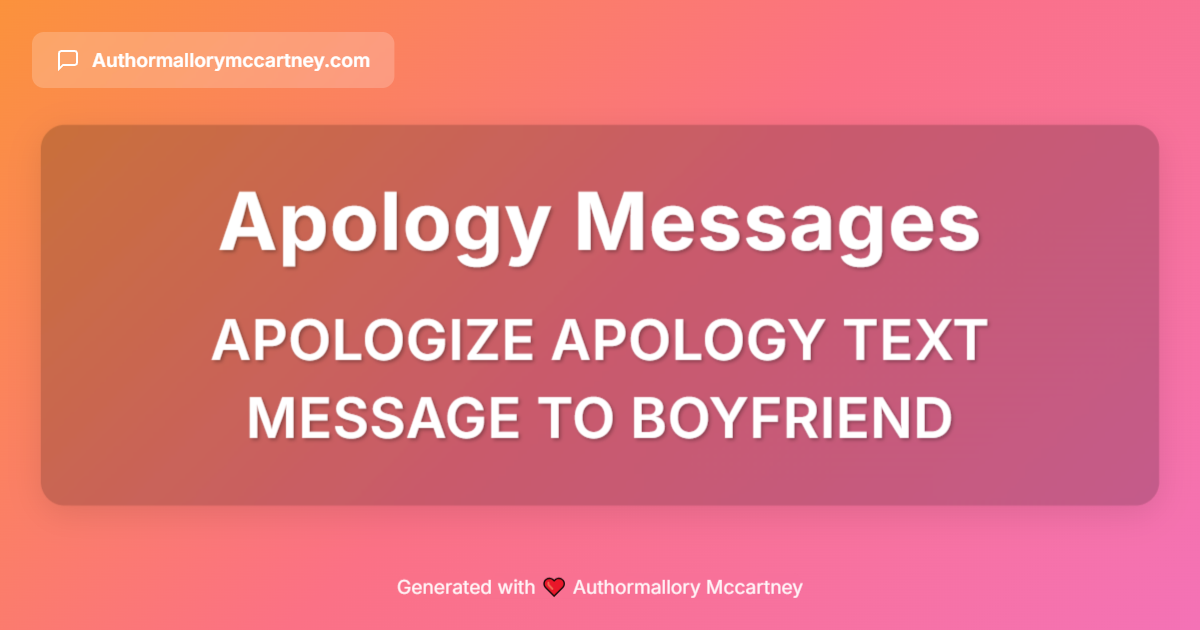 Authormallorymccartney.com
Apology Messages
APOLOGIZE APOLOGY TEXT
MESSAGE TO BOYFRIEND
Generated with ❤️ Authormallory Mccartney